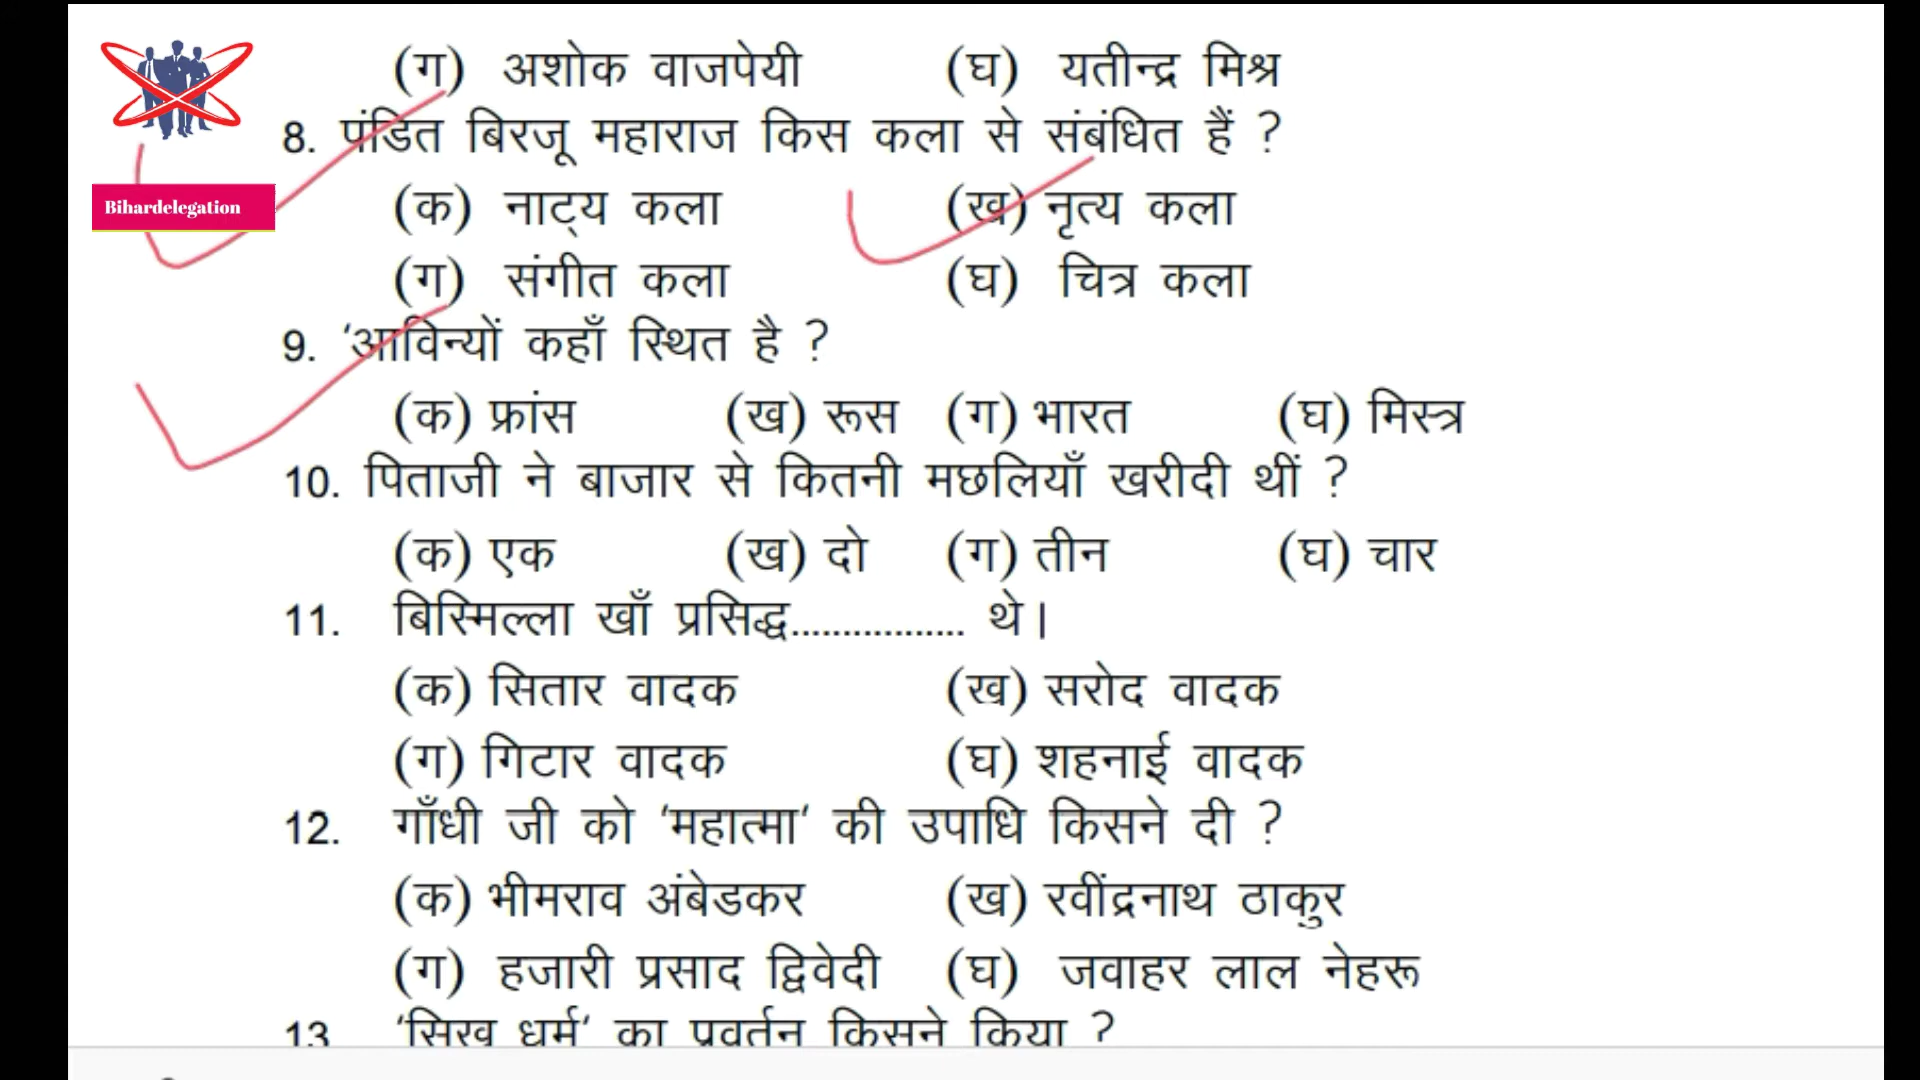 (ग) अशोक वाजपेयी (घ) यतीन्द्र मिश्र
8. पंडित बिरजू महाराज किस कला से संबंधित हैं ?
Bihardelegation
(क) नाट्य कला (ख) नृत्य कला
(ग) संगीत कला (घ) चित्र कला
9. 'आविन्यों कहाँ स्थित है ?
(क) फ्रांस (ख) रूस (ग) भारत (घ) मिस्त्र
10. पिताजी ने बाजार से कितनी मछलियाँ खरीदी थीं ?
(क) एक (ख) दो (ग) तीन (घ) चार
11. बिस्मिल्ला खाँ प्रसिद्ध................. थे।
(क) सितार वादक (ख) सरोद वादक
(ग) गिटार वादक (घ) शहनाई वादक
12. गाँधी जी को 'महात्मा' की उपाधि किसने दी ?
(क) भीमराव अंबेडकर (ख) रवींद्रनाथ ठाकुर
(ग) हजारी प्रसाद द्विवेदी (घ) जवाहर लाल नेहरू
13 'सिख धर्म' का प्रवर्तन किसने किया ?